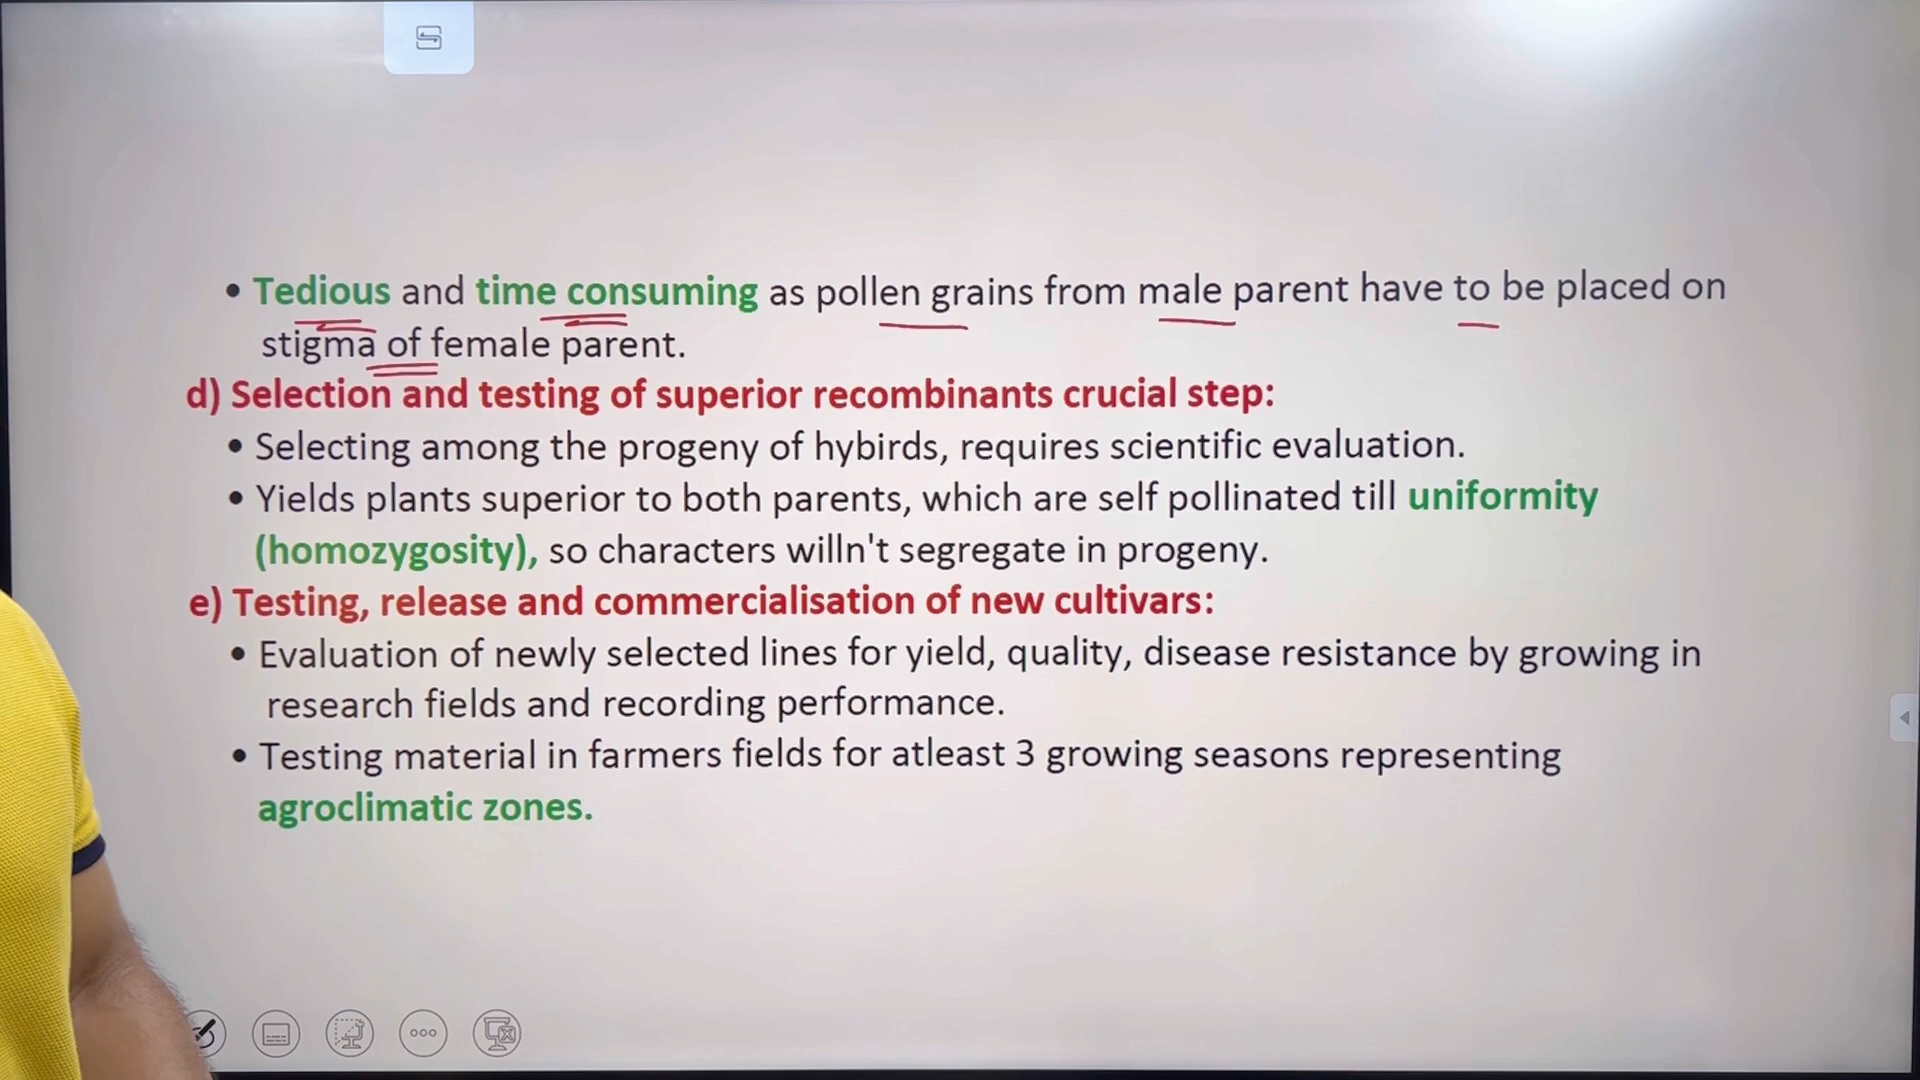 • Tedious and time consuming as pollen grains from male parent have to be placed on
stigma of female parent.
d) Selection and testing of superior recombinants crucial step:
• Selecting among the progeny of hybirds, requires scientific evaluation.
• Yields plants superior to both parents, which are self pollinated till uniformity
(homozygosity), so characters willn't segregate in progeny.
e) Testing, release and commercialisation of new cultivars:
• Evaluation of newly selected lines for yield, quality, disease resistance by growing in
research fields and recording performance.
• Testing material in farmers fields for atleast 3 growing seasons representing
agroclimatic zones.